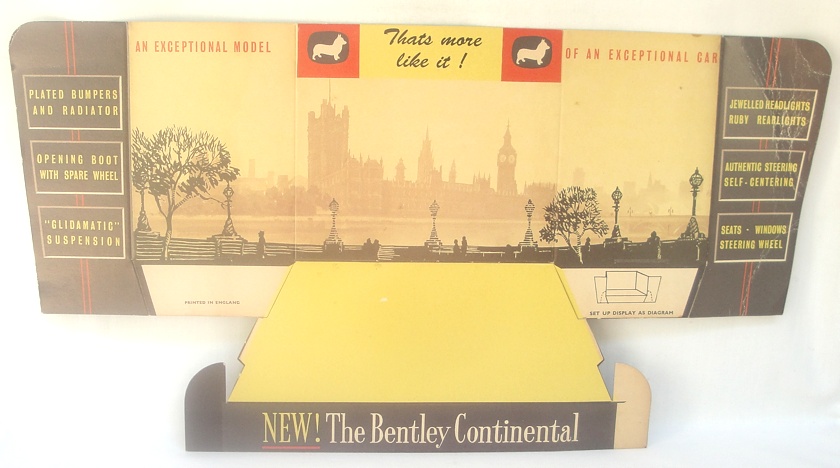 AN EXCEPTIONAL MODEL
Thats more
like it !
OF AN EXCEPTIONAL CAR
PLATED BUMPERS
AND RADIATOR
OPENING BOOT
WITH SPARE WHEEL
"GLIDAMATIC"
SUSPENSION
JEWELLED HEADLIGHTS
RUBY REARLIGHTS
AUTHENTIC STEERING
SELF-CENTERING
SEATS - WINDOWS
STEERING WHEEL
PRINTED IN ENGLAND
SET UP DISPLAY AS DIAGRAM
NEW! The Bentley Continental